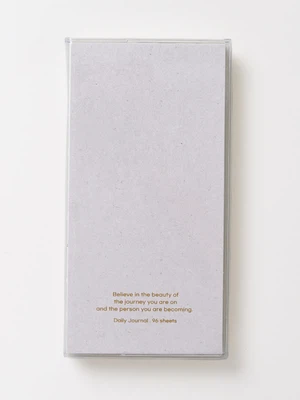 Believe in the beauty of
the journey you are on
and the person you are becoming.
Daily Journal . 96 sheets